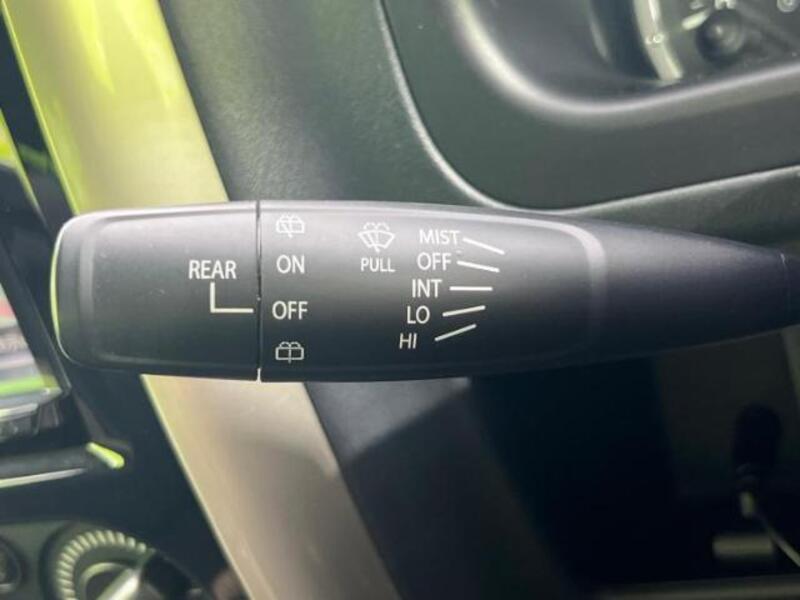 REAR
ON
OFF
PULL
MIST
OFF
INT
LO
HI